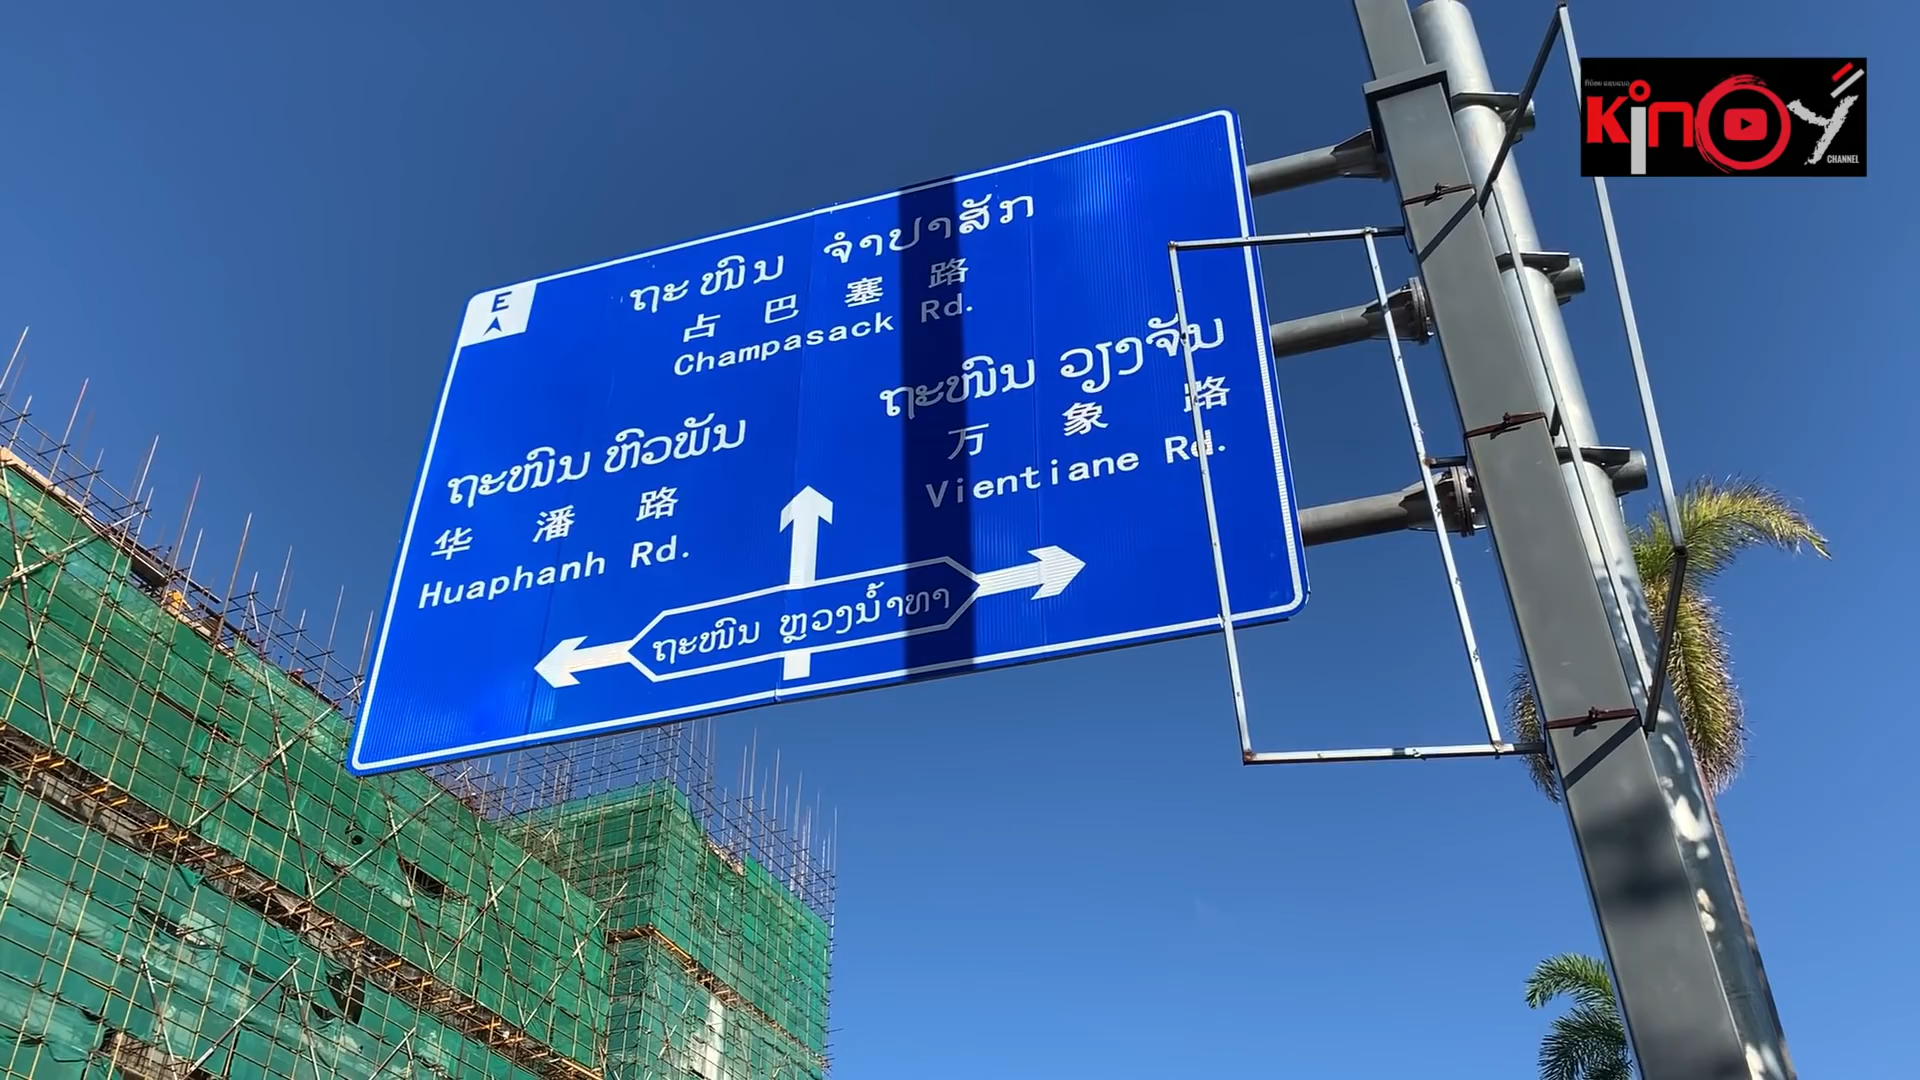 E
ຖະໜົນ ຈຳປາສັກ
占巴塞路
Champasack Rd.
ຖະໜົນ ວຽງຈັນ
万象路
Vientiane Rd.
ຖະໜົນ ຫົວພັນ
华潘路
Huaphanh Rd.
ຖະໜົນ ຫຼວງນ້ຳທາ
KiNOY
CHANNEL